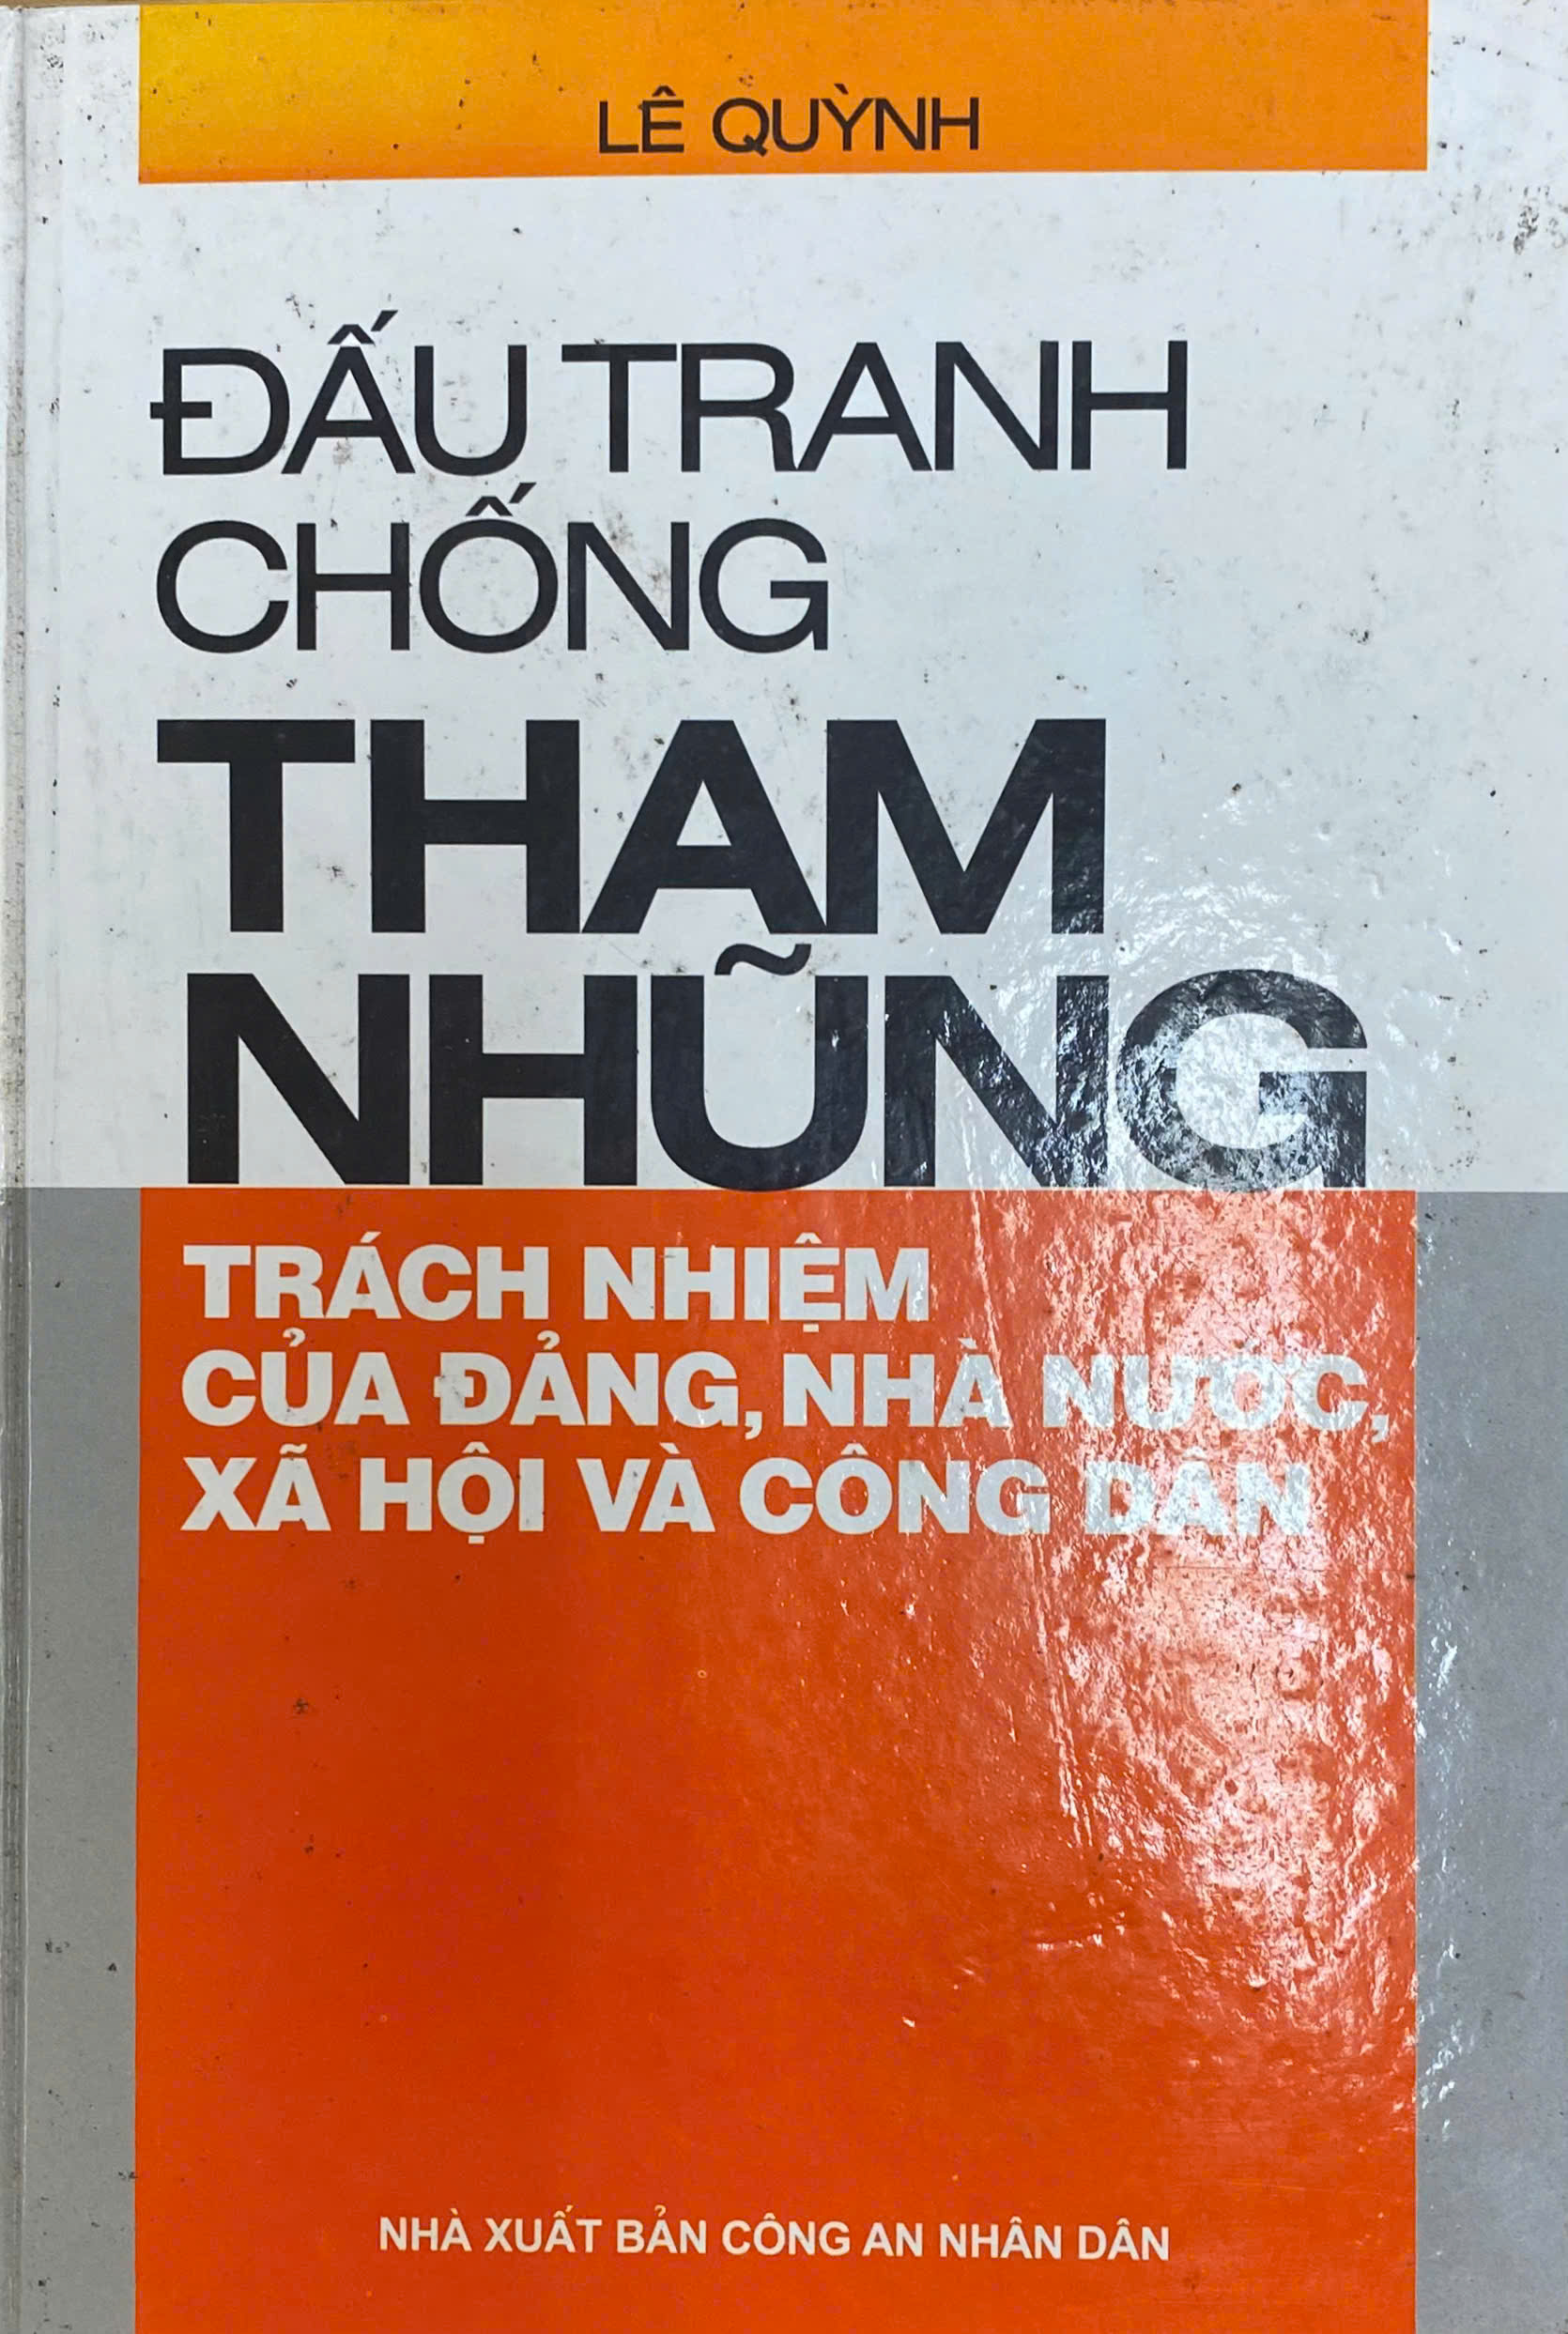 LÊ QUỲNH
ĐẤU TRANH
CHỐNG
THAM
NHŨNG
TRÁCH NHIỆM
CỦA ĐẢNG, NHÀ NƯỚC,
XÃ HỘI VÀ CÔNG DÂN
NHÀ XUẤT BẢN CÔNG AN NHÂN DÂN